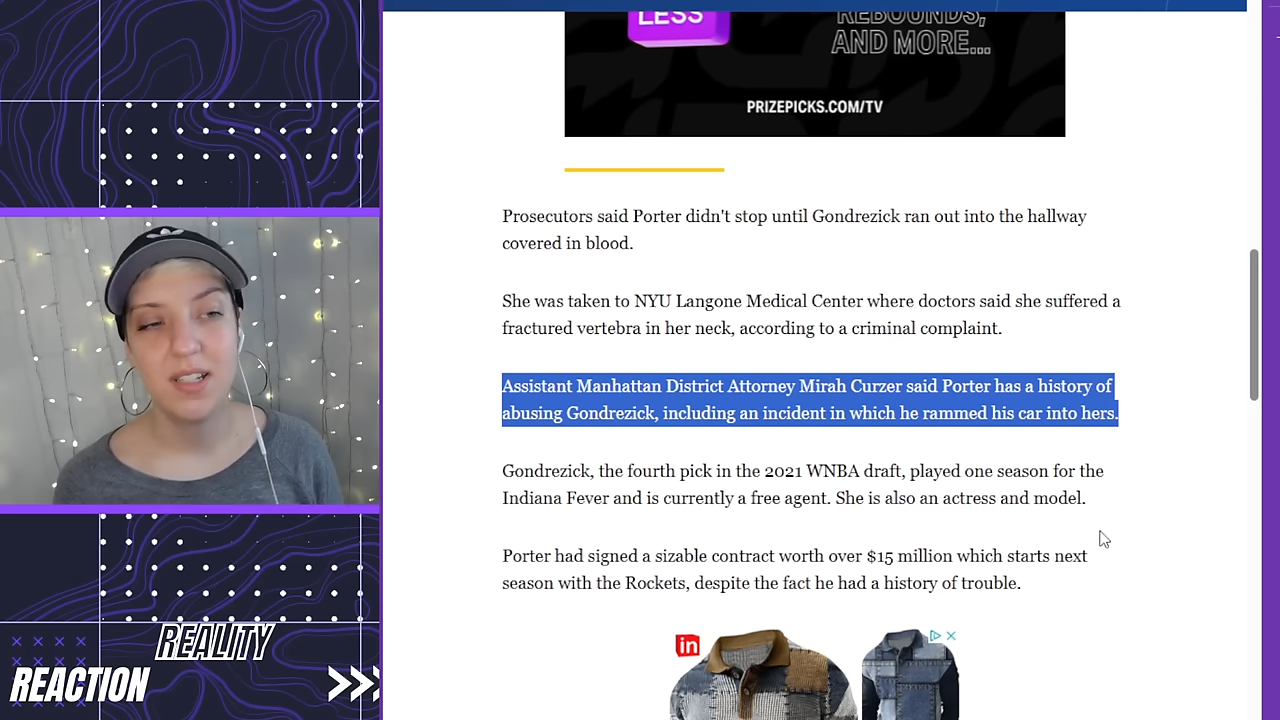 LESS
REBOUNDS,
AND MORE...
PRIZEPICKS.COM/TV
Prosecutors said Porter didn't stop until Gondrezick ran out into the hallway
covered in blood.
She was taken to NYU Langone Medical Center where doctors said she suffered a
fractured vertebra in her neck, according to a criminal complaint.
Assistant Manhattan District Attorney Mirah Curzer said Porter has a history of
abusing Gondrezick, including an incident in which he rammed his car into hers.
Gondrezick, the fourth pick in the 2021 WNBA draft, played one season for the
Indiana Fever and is currently a free agent. She is also an actress and model.
Porter had signed a sizable contract worth over $15 million which starts next
season with the Rockets, despite the fact he had a history of trouble.
in
REALITY
REACTION